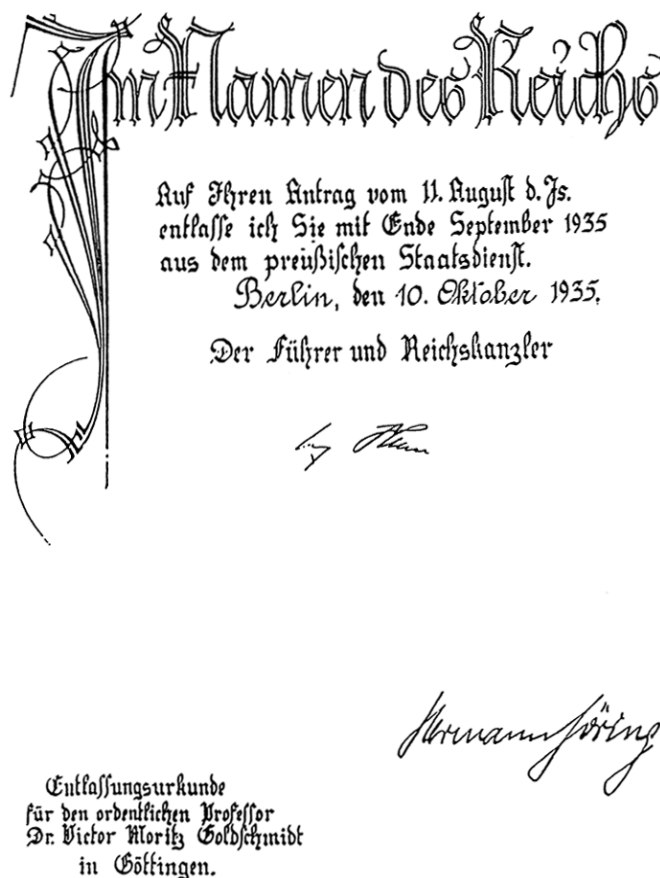 Im Namen des Reichs
Auf Ihren Antrag vom 11. August d. Js.
entlasse ich Sie mit Ende September 1935
aus dem preußischen Staatsdienst.
Berlin, den 10. Oktober 1935.
Der Führer und Reichskanzler
Hermann Göring
Entlassungsurkunde
für den ordentlichen Professor
Dr. Victor Moritz Goldschmidt
in Göttingen.